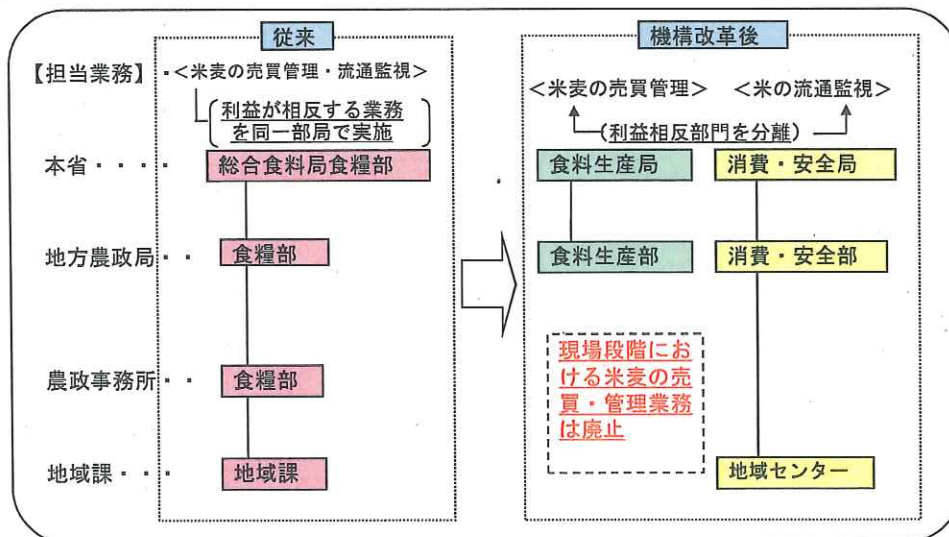 従来
機構改革後
【担当業務】・<米麦の売買管理・流通監視>
利益が相反する業務
を同一部局で実施
<米麦の売買管理> <米の流通監視>
(利益相反部門を分離)
本省・・・・
総合食料局食糧部
食料生産局
消費・安全局
地方農政局・・
食糧部
食料生産部
消費・安全部
農政事務所・・
食糧部
現場段階にお
ける米麦の売
買・管理業務
は廃止
地域課・・・
地域課
地域センター